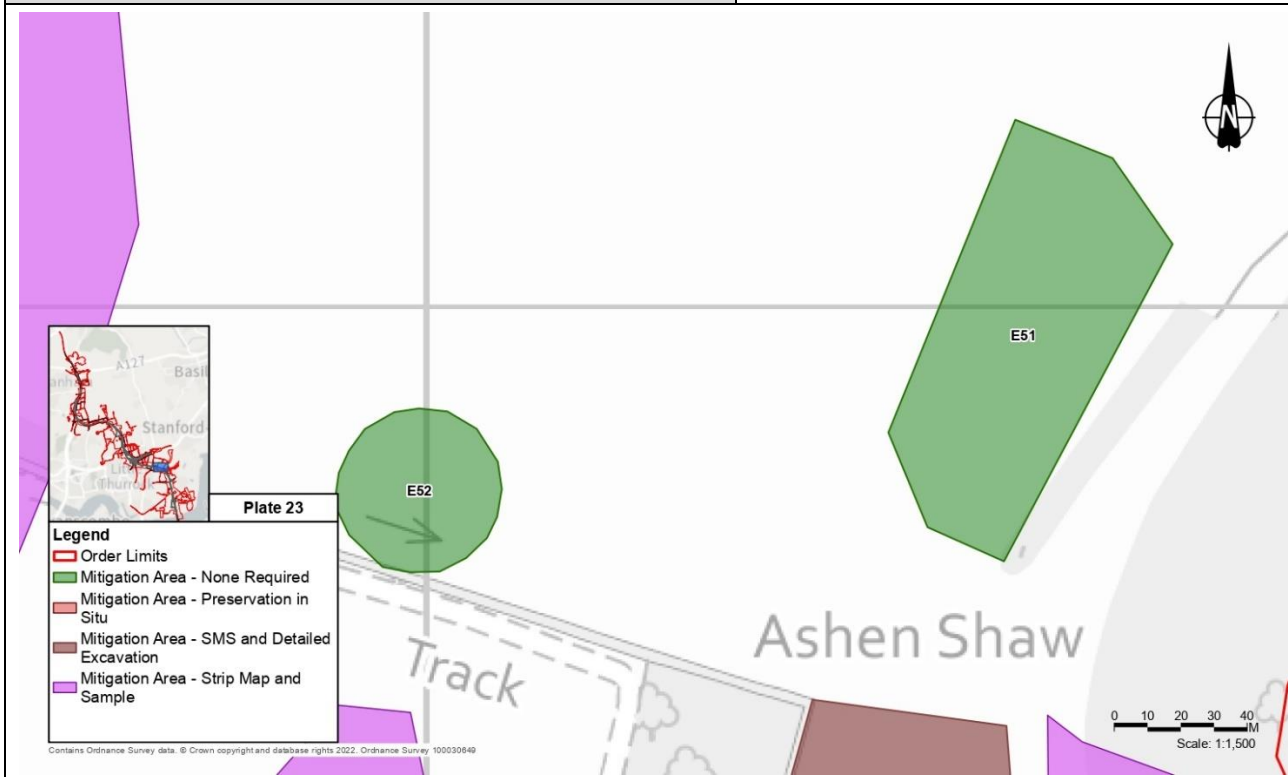 N
E51
E52
A127
Basil
Stanford-
Plate 23
Legend
Order Limits
Mitigation Area - None Required
Mitigation Area - Preservation in
Situ
Mitigation Area - SMS and Detailed
Excavation
Mitigation Area - Strip Map and
Sample
Track
Ashen Shaw
0 10 20 30 40
M
Scale: 1:1,500
Contains Ordnance Survey data. © Crown copyright and database rights 2022. Ordnance Survey 100030649